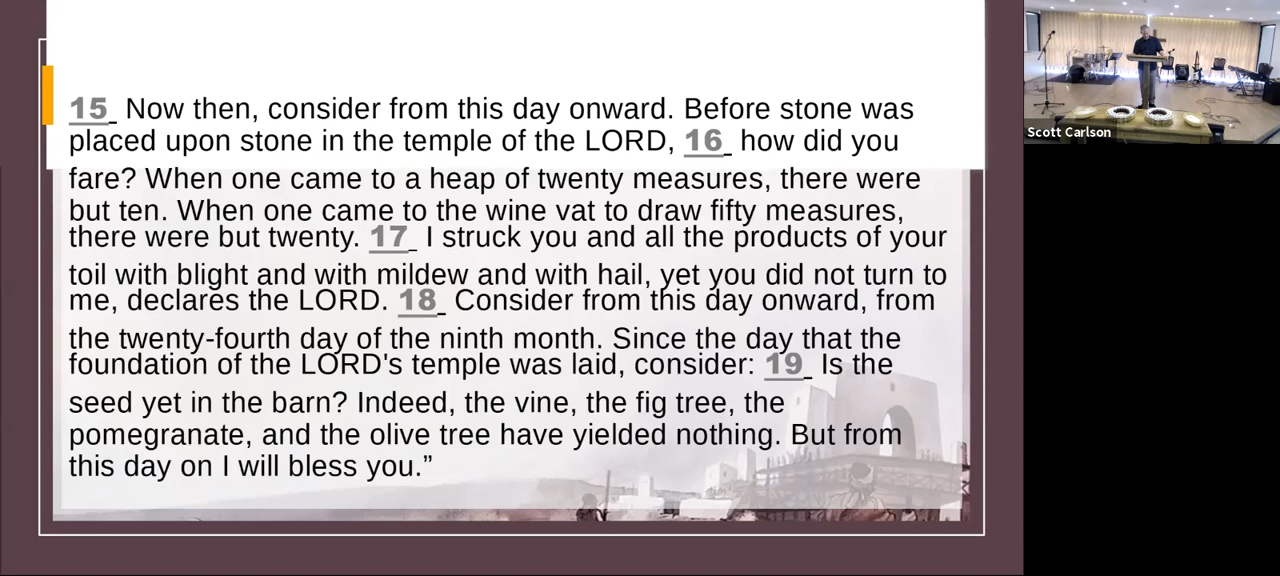 15  Now then, consider from this day onward. Before stone was
placed upon stone in the temple of the LORD, 16  how did you
fare? When one came to a heap of twenty measures, there were
but ten. When one came to the wine vat to draw fifty measures,
there were but twenty. 17  I struck you and all the products of your
toil with blight and with mildew and with hail, yet you did not turn to
me, declares the LORD. 18  Consider from this day onward, from
the twenty-fourth day of the ninth month. Since the day that the
foundation of the LORD's temple was laid, consider: 19  Is the
seed yet in the barn? Indeed, the vine, the fig tree, the
pomegranate, and the olive tree have yielded nothing. But from
this day on I will bless you.”
Scott Carlson